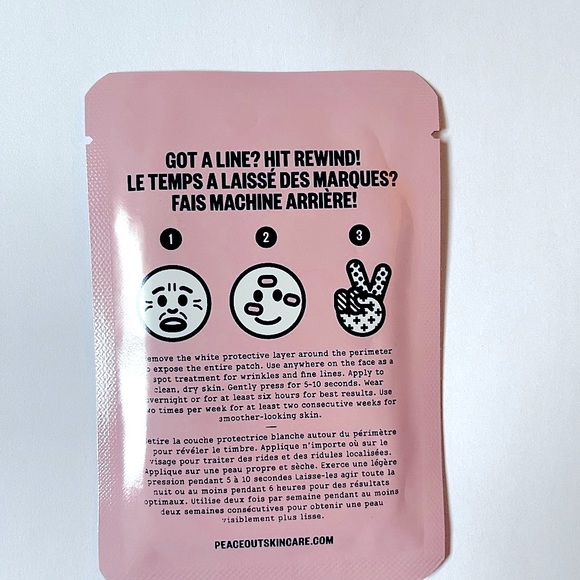 GOT A LINE? HIT REWIND!
LE TEMPS A LAISSÉ DES MARQUES?
FAIS MACHINE ARRIÈRE!
1 2 3
emove the white protective layer around the perimeter
o expose the entire patch. Use anywhere on the face as a
spot treatment for wrinkles and fine lines. Apply to
clean, dry skin. Gently press for 5-10 seconds. Wear
overnight or for at least six hours for best results. Use
two times per week for at least two consecutive weeks for
smoother-looking skin.
—
etire la couche protectrice blanche autour du périmètre
pour révéler le timbre. Applique n'importe où sur le
visage pour traiter des rides et des ridules localisées.
Applique sur une peau propre et sèche. Exerce une légère
pression pendant 5 à 10 secondes Laisse-les agir toute la
nuit ou au moins pendant 6 heures pour des résultats
optimaux. Utilise deux fois par semaine pendant au moins
deux semaines consécutives pour obtenir une peau
visiblement plus lisse.
PEACEOUTSKINCARE.COM